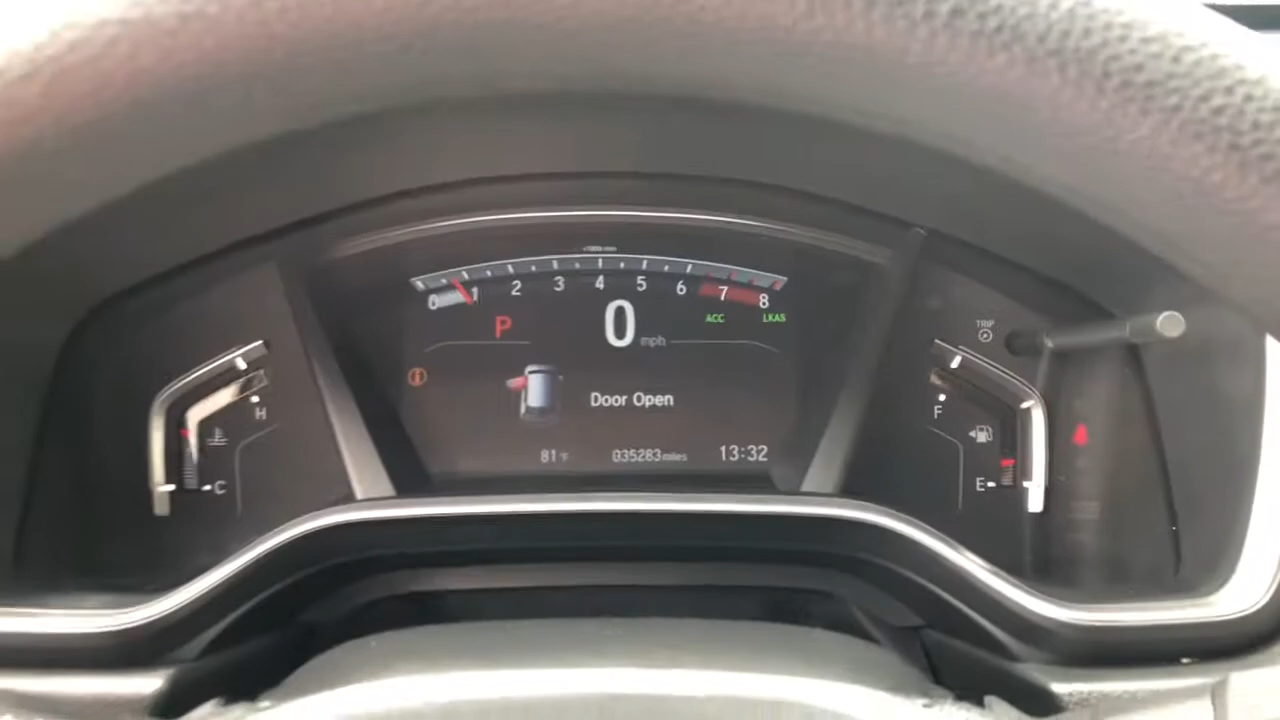 0 1 2 3 4 5 6 7 8
P 0 mph ACC LKAS
TRIP
Door Open
H
F
C
E
81°F 035283 miles 13:32